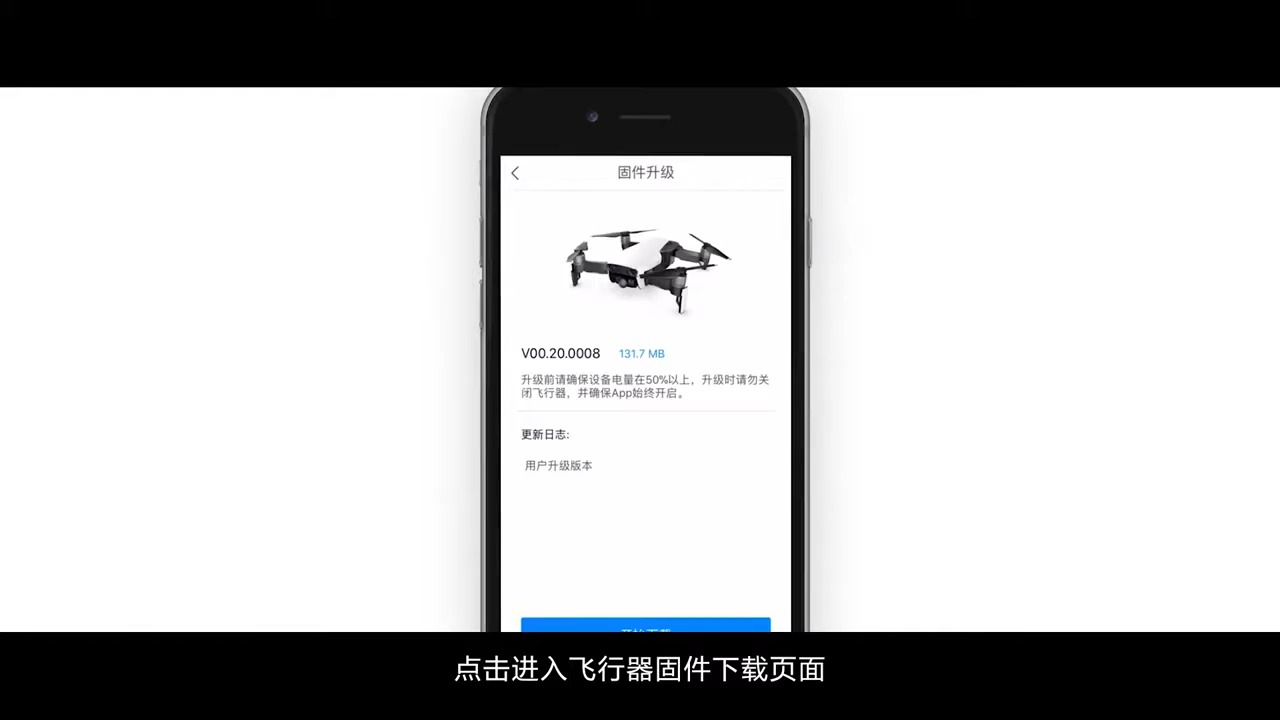 固件升级
V00.20.0008 131.7 MB
升级前请确保设备电量在50%以上，升级时请勿关
闭飞行器，并确保App始终开启。
更新日志:
用户升级版本
点击进入飞行器固件下载页面